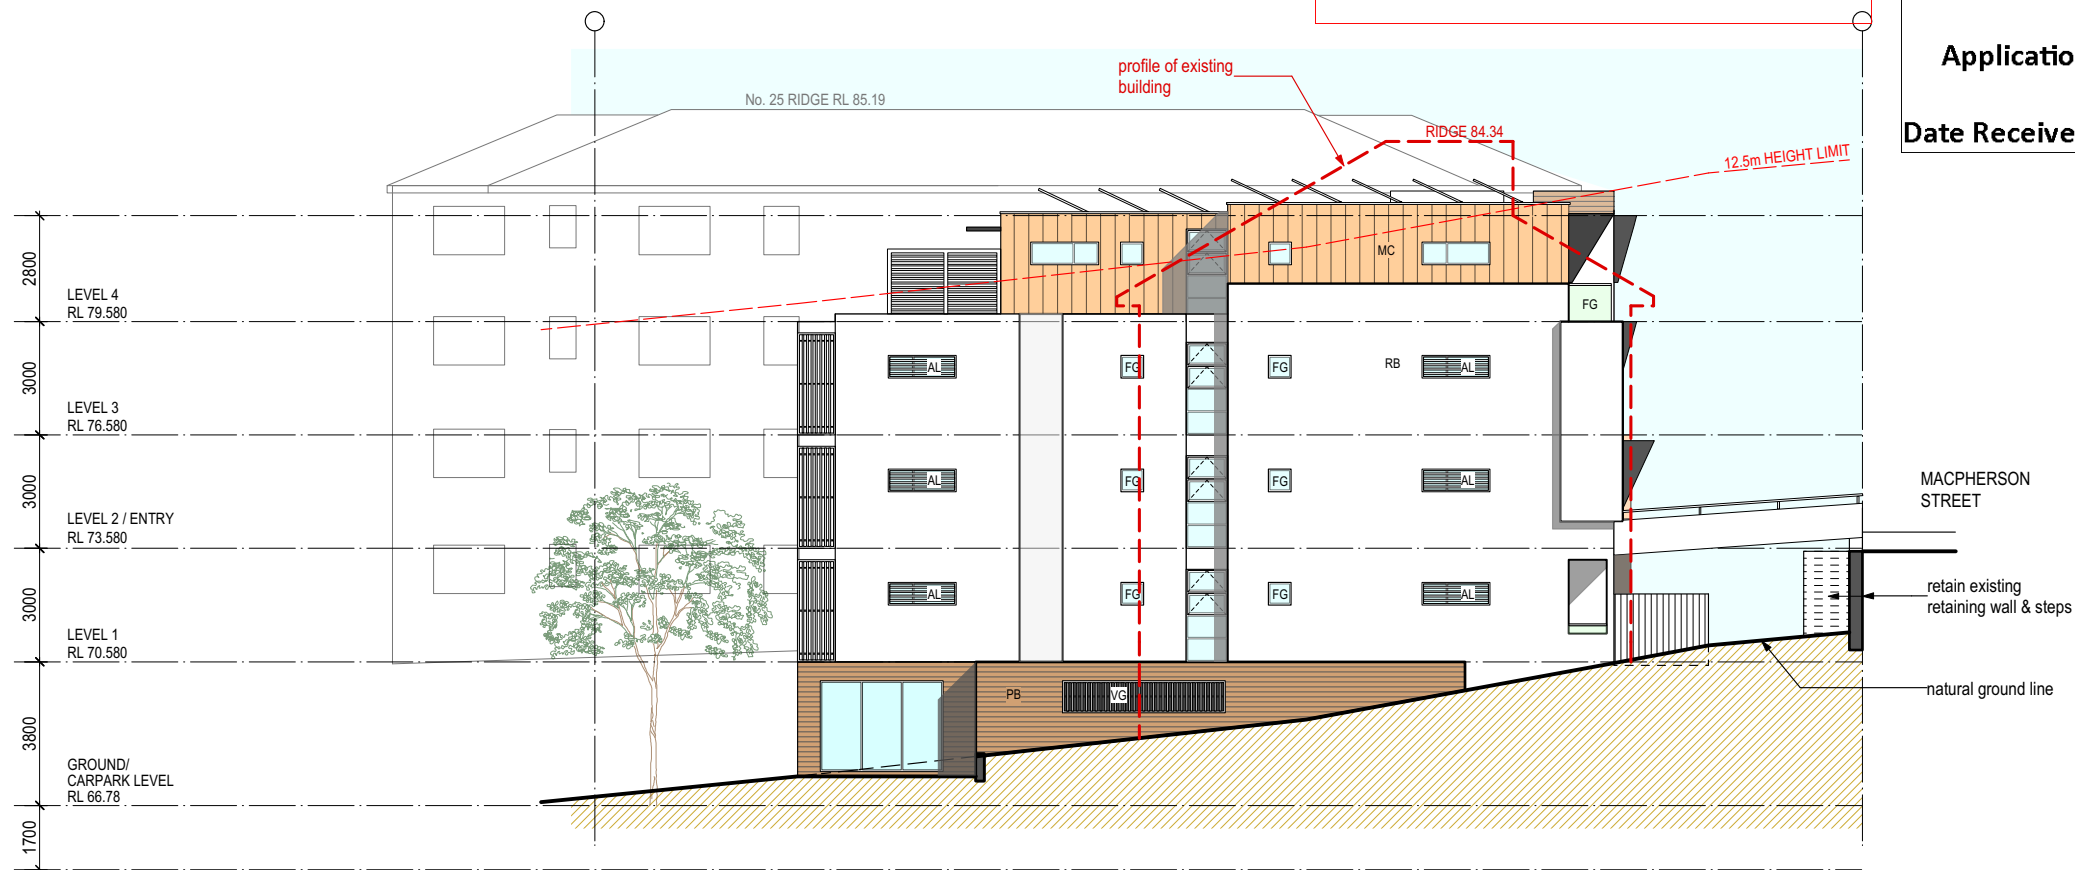 Applicatio
Date Receive
profile of existing
building
No. 25 RIDGE RL 85.19
RIDGE 84.34
12.5m HEIGHT LIMIT
MC
2800
LEVEL 4
RL 79.580
FG
3000
AL
FG
FG
RB
AL
LEVEL 3
RL 76.580
3000
AL
FG
FG
AL
MACPHERSON
STREET
LEVEL 2 / ENTRY
RL 73.580
3000
AL
FG
FG
AL
retain existing
retaining wall & steps
LEVEL 1
RL 70.580
PB
VG
natural ground line
3800
GROUND/
CARPARK LEVEL
RL 66.78
1700